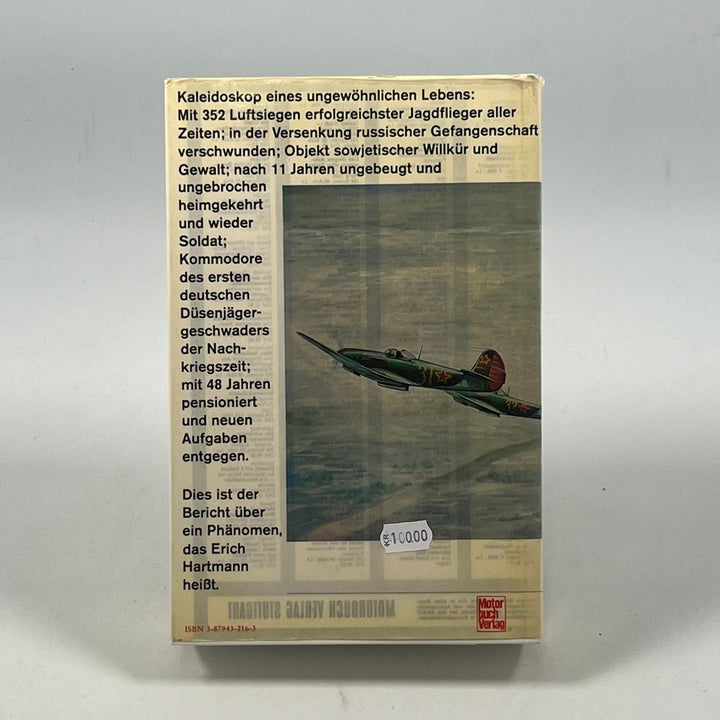 Kaleidoskop eines ungewöhnlichen Lebens:
Mit 352 Luftsiegen erfolgreichster Jagdflieger aller
Zeiten; in der Versenkung russischer Gefangenschaft
verschwunden; Objekt sowjetischer Willkür und
Gewalt; nach 11 Jahren ungebeugt und
ungebrochen
heimgekehrt
und wieder
Soldat;
Kommodore
des ersten
deutschen
Düsenjäger-
geschwaders
der Nach-
kriegszeit;
mit 48 Jahren
pensioniert
und neuen
Aufgaben
entgegen.
Dies ist der
Bericht über
ein Phänomen,
das Erich
Hartmann
heißt.
KR. 100.00
MOTORBUCH VERLAG STUTTGART
Motor
buch
Verlag
ISBN 3-87943-216-3